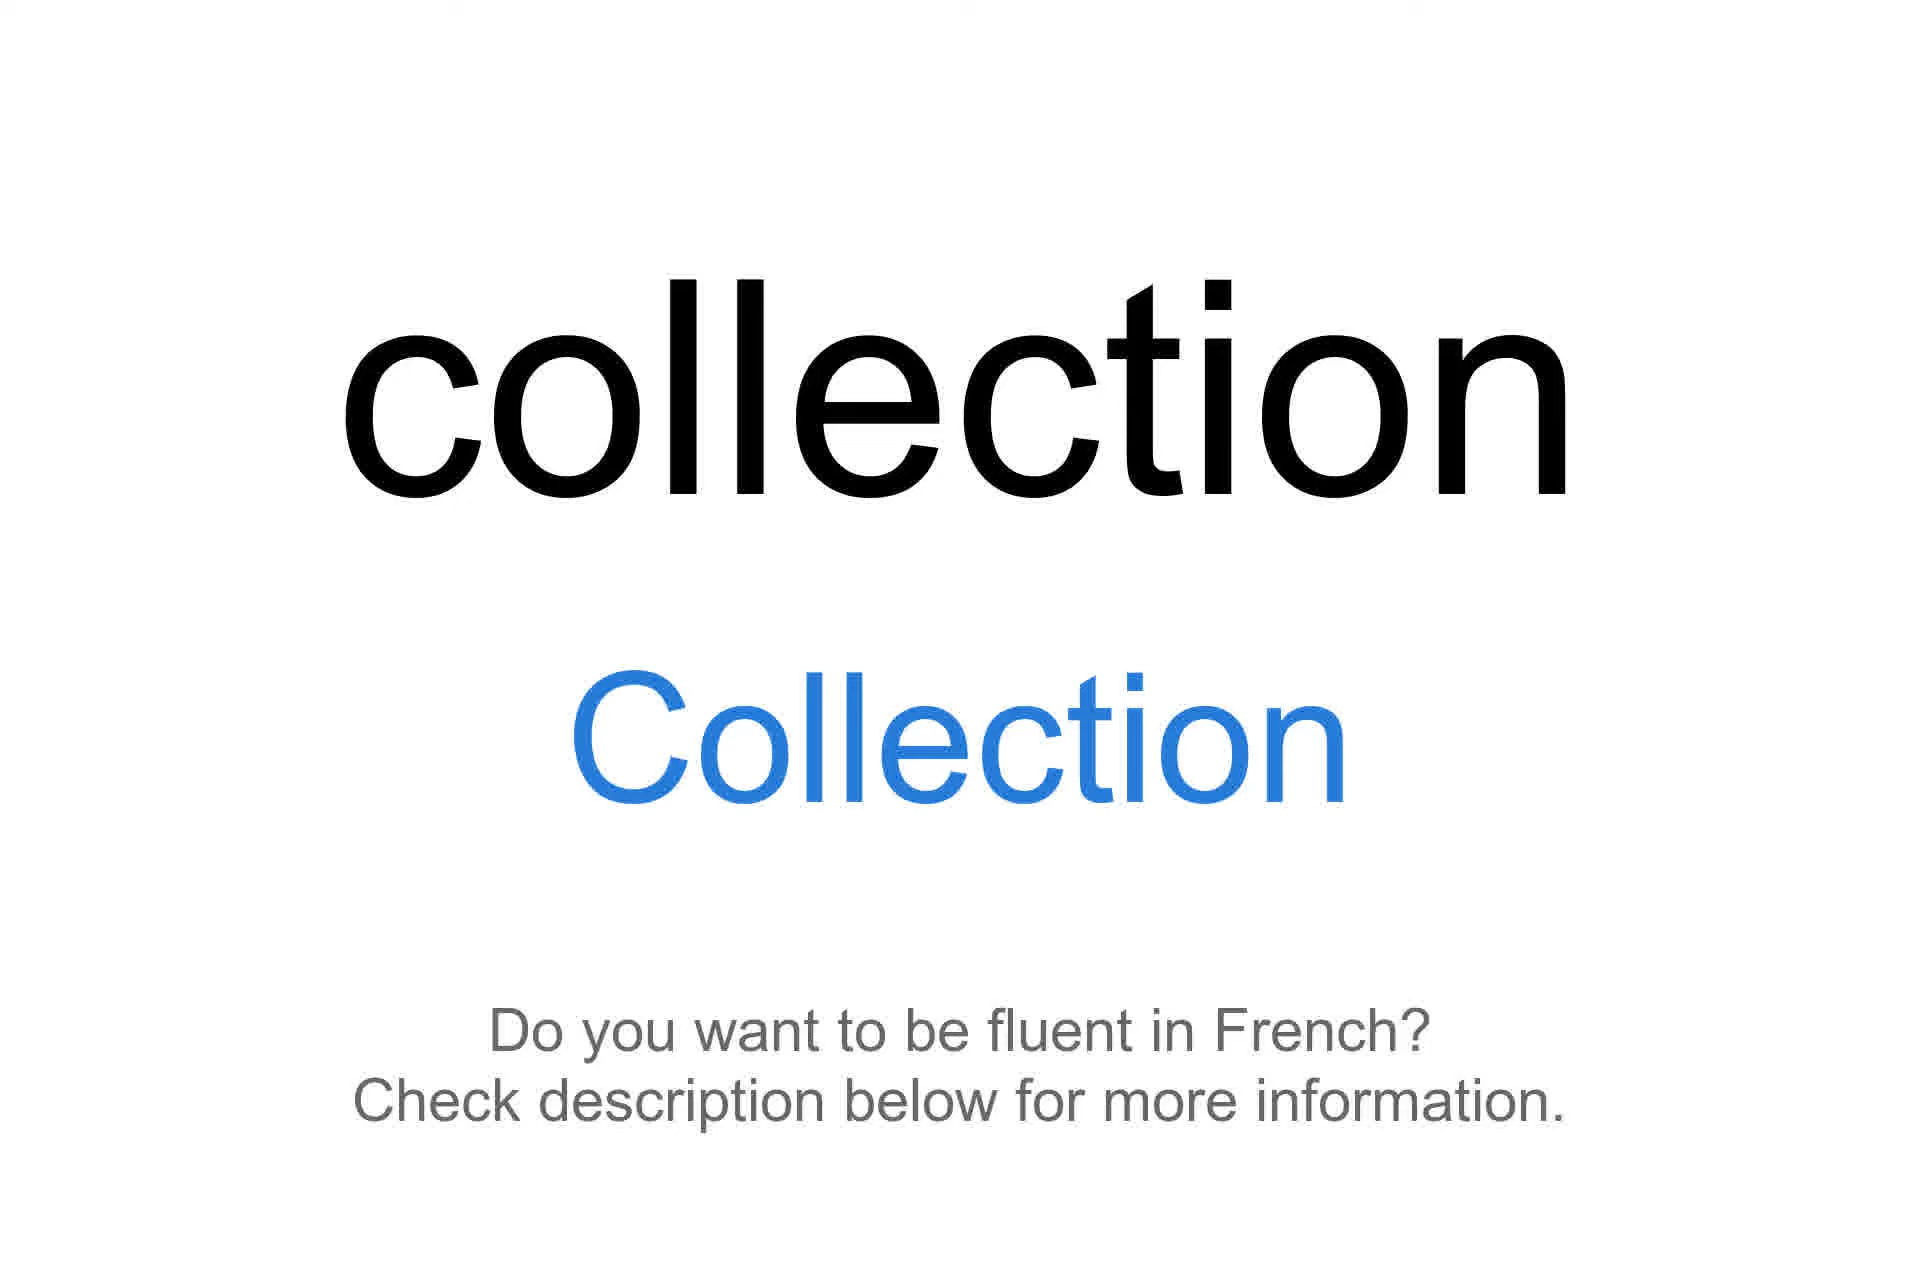 collection
Collection
Do you want to be fluent in French?
Check description below for more information.